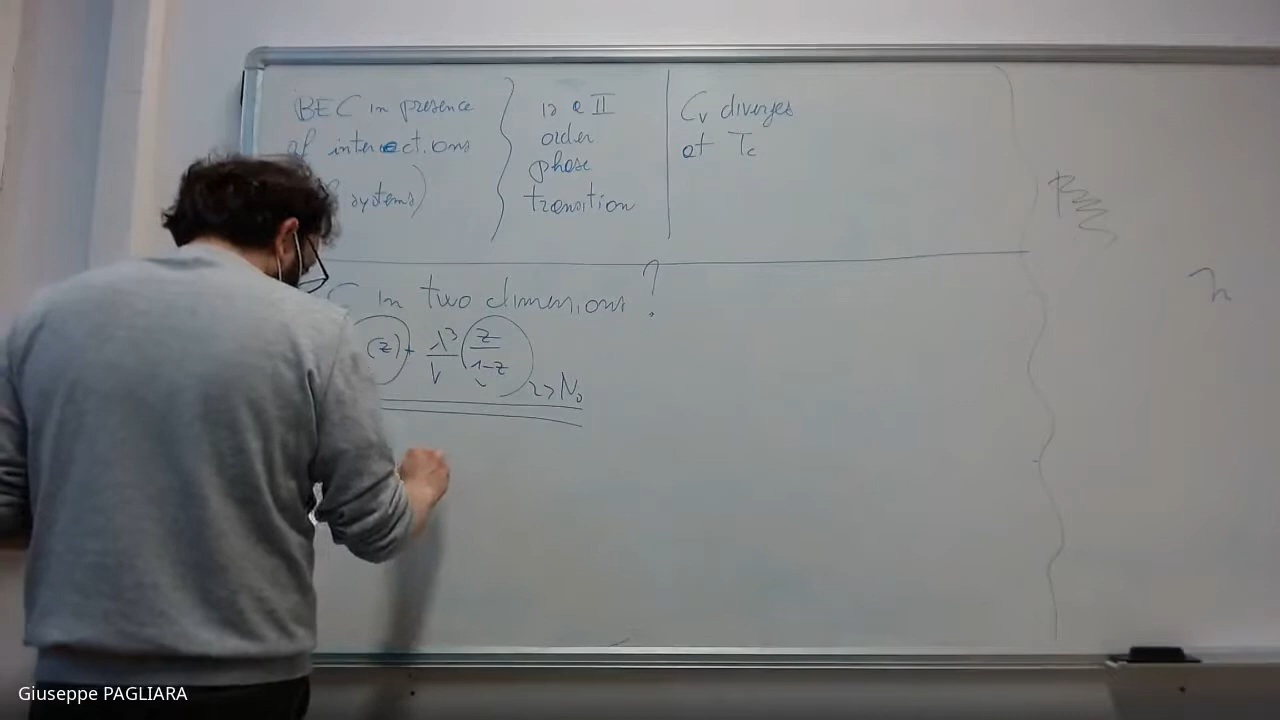 BEC in presence
of interactions
systems)
is a II
order
phase
transition
Cv diverges
at Tc
in two dimensions?
(z) + λ³/V (z/1-z) → N₀
Giuseppe PAGLIARA